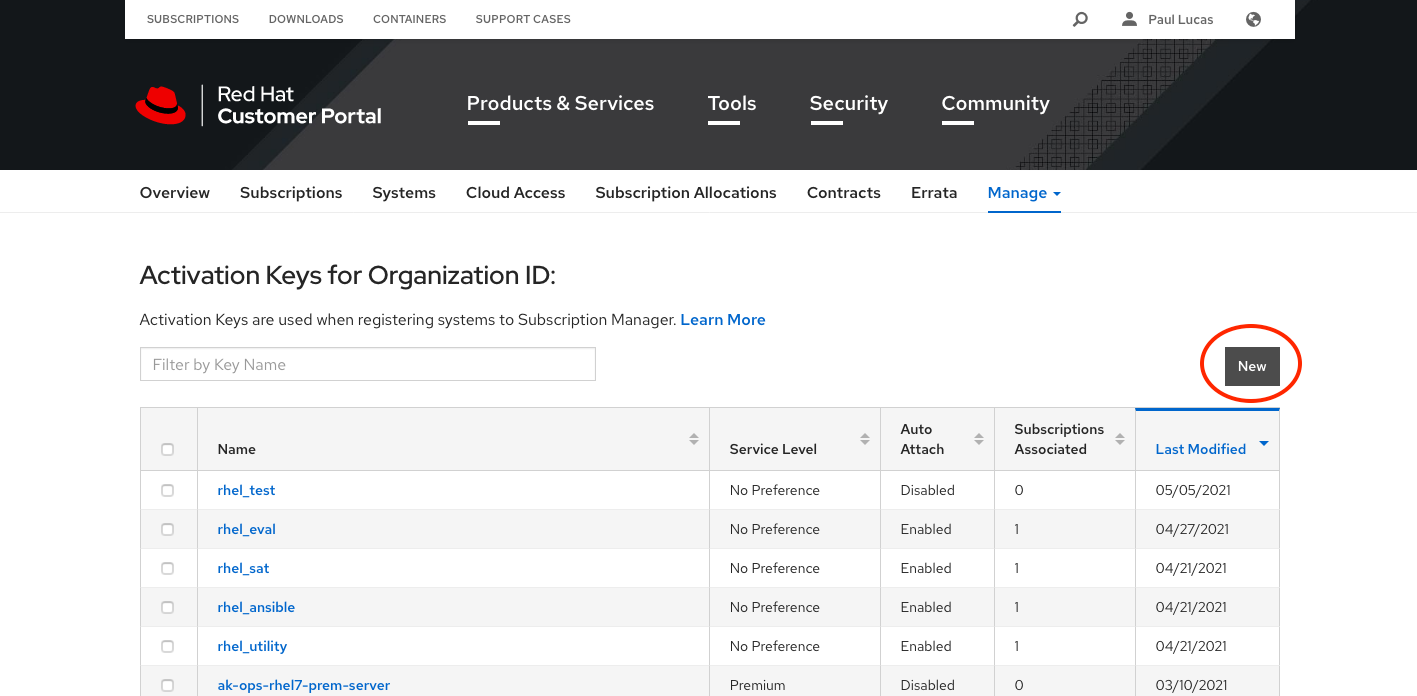 SUBSCRIPTIONS DOWNLOADS CONTAINERS SUPPORT CASES Paul Lucas
Red Hat
Customer Portal
Products & Services Tools Security Community
Overview Subscriptions Systems Cloud Access Subscription Allocations Contracts Errata Manage
Activation Keys for Organization ID:
Activation Keys are used when registering systems to Subscription Manager. Learn More
Filter by Key Name New
Name Service Level Auto Attach Subscriptions Associated Last Modified
rhel_test No Preference Disabled 0 05/05/2021
rhel_eval No Preference Enabled 1 04/27/2021
rhel_sat No Preference Enabled 1 04/21/2021
rhel_ansible No Preference Enabled 1 04/21/2021
rhel_utility No Preference Enabled 1 04/21/2021
ak-ops-rhel7-prem-server Premium Disabled 0 03/10/2021